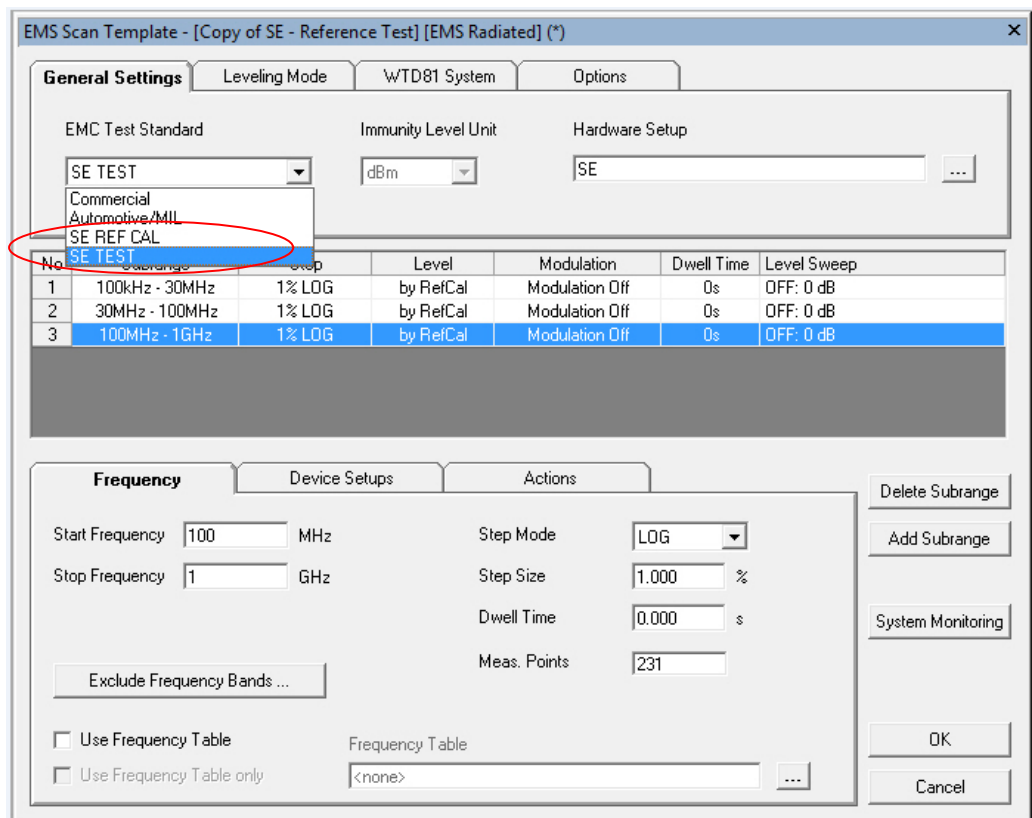 EMS Scan Template - [Copy of SE - Reference Test] [EMS Radiated] (*)
General Settings Leveling Mode WTD81 System Options
EMC Test Standard Immunity Level Unit Hardware Setup
SE TEST dBm SE ...
Commercial
Automotive/MIL
SE REF CAL
SE TEST
No Subrange Step Level Modulation Dwell Time Level Sweep
1 100kHz - 30MHz 1% LOG by RefCal Modulation Off 0s OFF: 0 dB
2 30MHz - 100MHz 1% LOG by RefCal Modulation Off 0s OFF: 0 dB
3 100MHz - 1GHz 1% LOG by RefCal Modulation Off 0s OFF: 0 dB
Frequency Device Setups Actions
Delete Subrange
Start Frequency 100 MHz Step Mode LOG Add Subrange
Stop Frequency 1 GHz Step Size 1.000 %
Dwell Time 0.000 s System Monitoring
Meas. Points 231
Exclude Frequency Bands ...
Use Frequency Table Frequency Table OK
Use Frequency Table only <none> ... Cancel